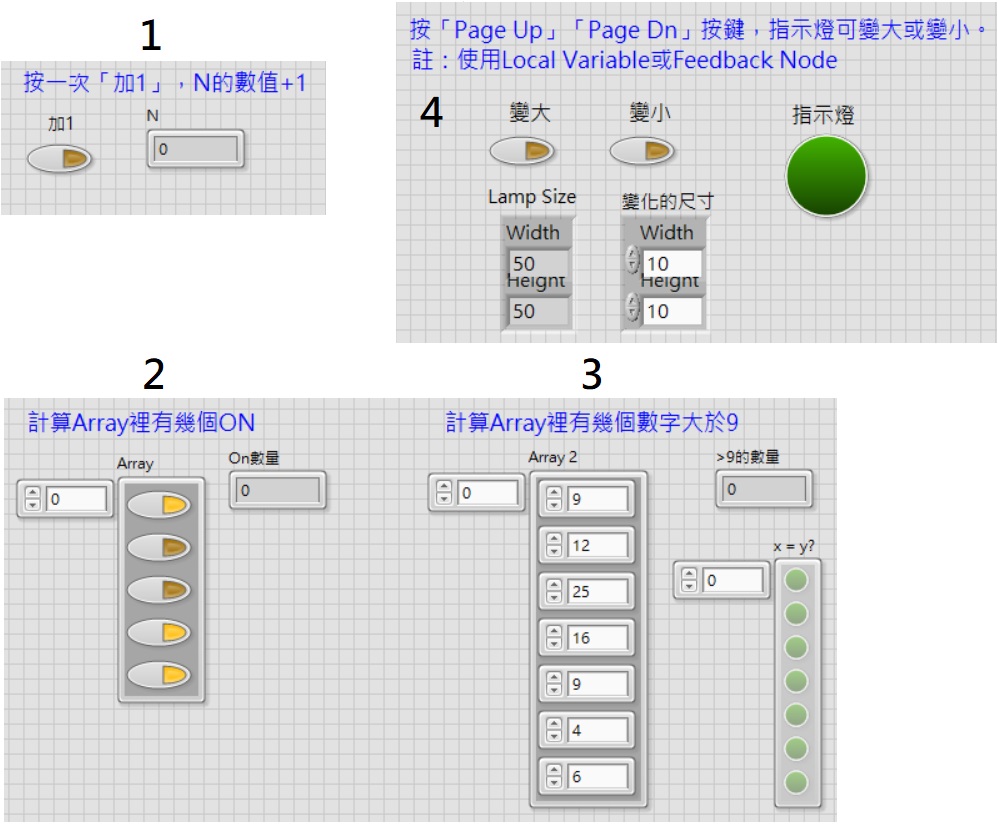 1
按一次「加1」，N的數值+1
加1
N
0
按「Page Up」「Page Dn」按鍵，指示燈可變大或變小。
註：使用Local Variable或Feedback Node
4
變大
變小
指示燈
Lamp Size
變化的尺寸
Width
Width
50
10
Height
Height
50
10
2
計算Array裡有幾個ON
Array
On數量
0
0
3
計算Array裡有幾個數字大於9
Array 2
>9的數量
0
9
0
12
x = y?
25
0
16
9
4
6